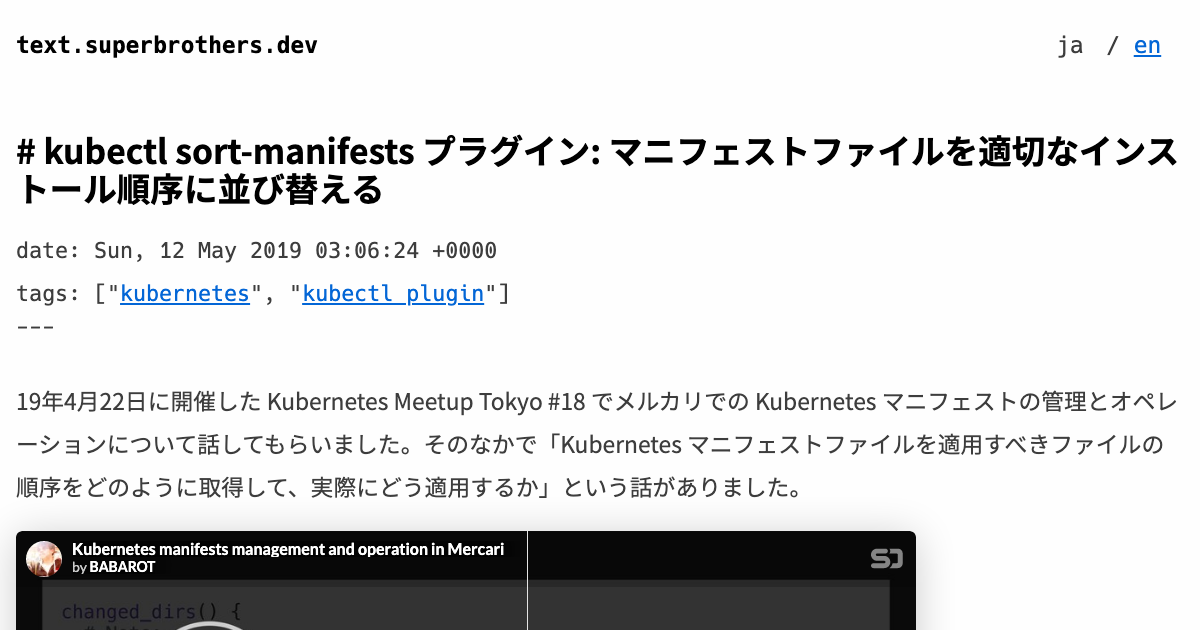 text.superbrothers.dev
ja / en
# kubectl sort-manifests プラグイン: マニフェストファイルを適切なインス
トール順序に並び替える
date: Sun, 12 May 2019 03:06:24 +0000
tags: ["kubernetes", "kubectl plugin"]
---
19年4月22日に開催した Kubernetes Meetup Tokyo #18 でメルカリでの Kubernetes マニフェストの管理とオペレ
ーションについて話してもらいました。そのなかで「Kubernetes マニフェストファイルを適用すべきファイルの
順序をどのように取得して、実際にどう適用するか」という話がありました。
Kubernetes manifests management and operation in Mercari
by BABAROT
changed_dirs() {